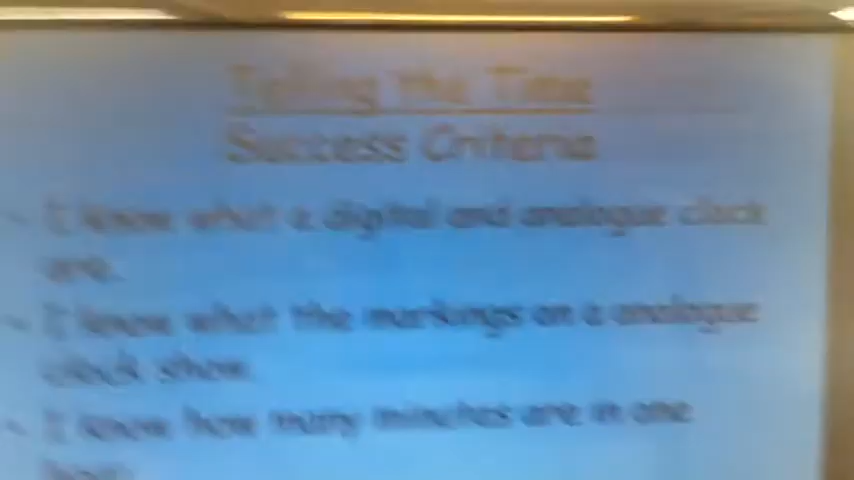 Telling the Time
Success Criteria
- I know what a digital and analogue clock
are.
- I know what the markings on a analogue
clock show.
- I know how many minutes are in one
hour.